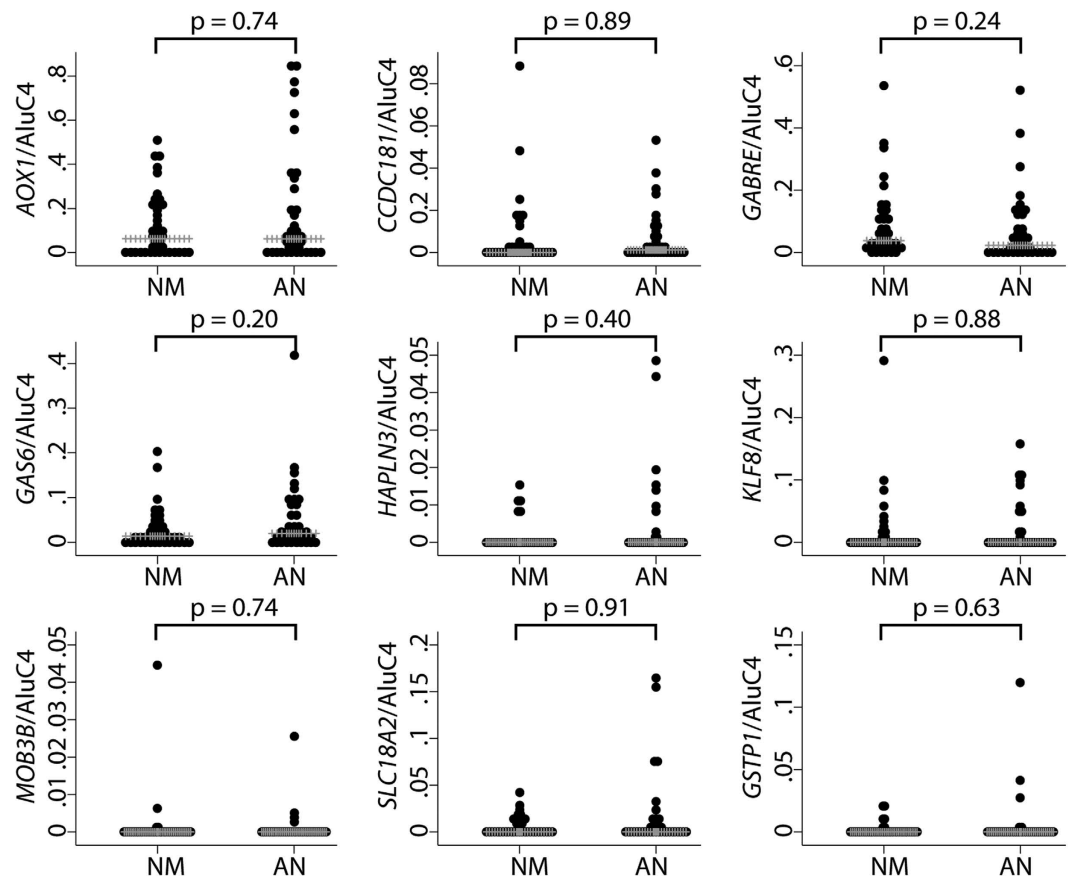 p = 0.74
AOX1/AluC4
.8
.6
.4
.2
0
NM AN
p = 0.89
CCDC181/AluC4
.08
.06
.04
.02
0
NM AN
p = 0.24
GABRE/AluC4
.6
.4
.2
0
NM AN
p = 0.20
GAS6/AluC4
.4
.3
.2
.1
0
NM AN
p = 0.40
HAPLN3/AluC4
.05
.04
.03
.02
.01
0
NM AN
p = 0.88
KLF8/AluC4
.3
.2
.1
0
NM AN
p = 0.74
MOB3B/AluC4
.05
.04
.03
.02
.01
0
NM AN
p = 0.91
SLC18A2/AluC4
.2
.15
.1
.05
0
NM AN
p = 0.63
GSTP1/AluC4
.15
.1
.05
0
NM AN